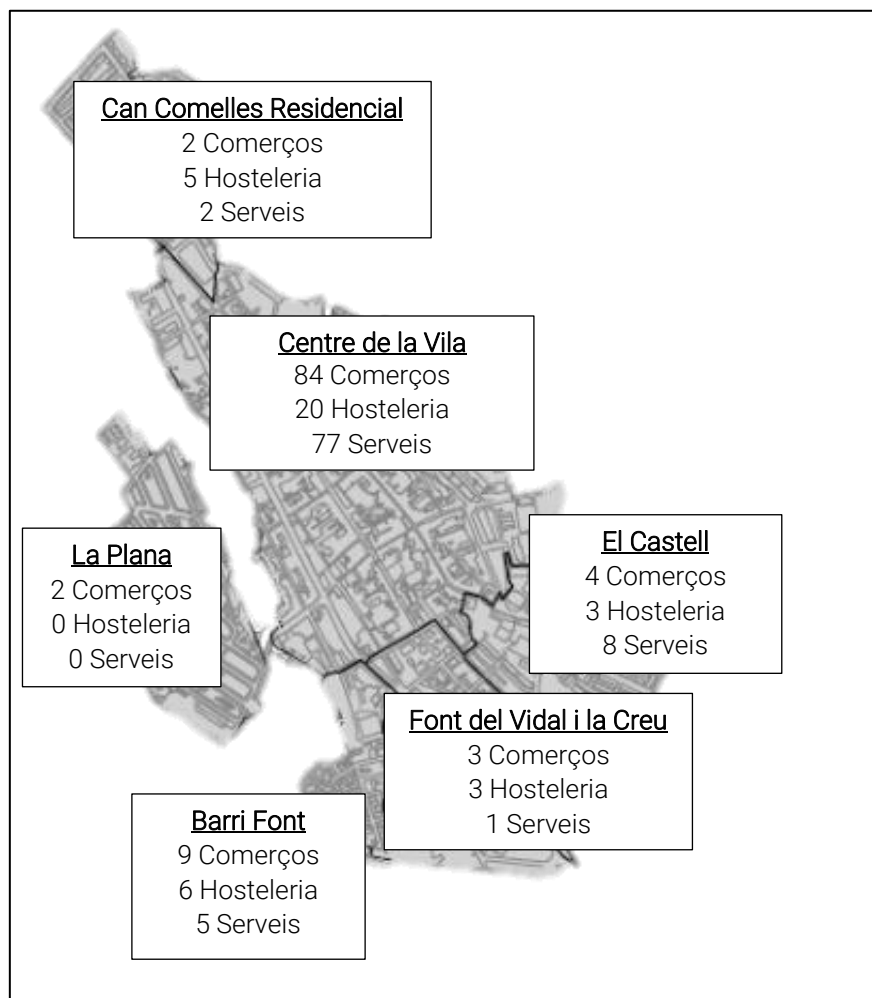 Can Comelles Residencial
2 Comerços
5 Hosteleria
2 Serveis
Centre de la Vila
84 Comerços
20 Hosteleria
77 Serveis
La Plana
2 Comerços
0 Hosteleria
0 Serveis
El Castell
4 Comerços
3 Hosteleria
8 Serveis
Font del Vidal i la Creu
3 Comerços
3 Hosteleria
1 Serveis
Barri Font
9 Comerços
6 Hosteleria
5 Serveis